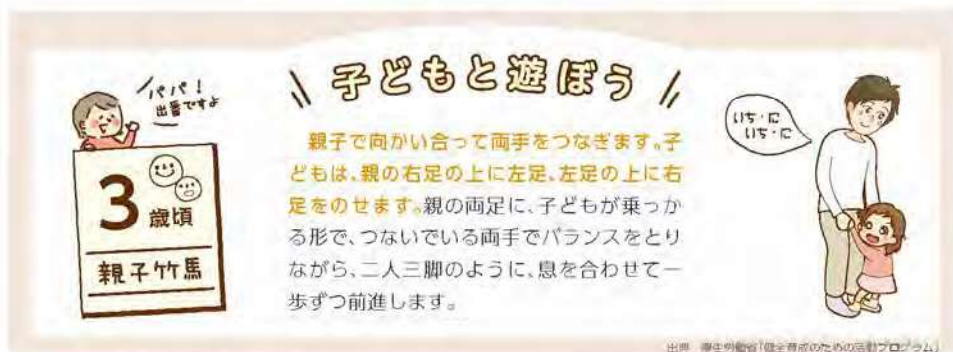 子どもと遊ぼう
パパ!
出番ですよ
3歳頃
親子竹馬
親子で向かい合って両手をつなぎます。子
どもは、親の右足の上に左足、左足の上に右
足をのせます。親の両足に、子どもが乗っか
る形で、つないでいる両手でバランスをとり
ながら、二人三脚のように、息を合わせて一
歩ずつ前進します。
いち・に
いち・に
出典 厚生労働省「健全育成のための活動プログラム」